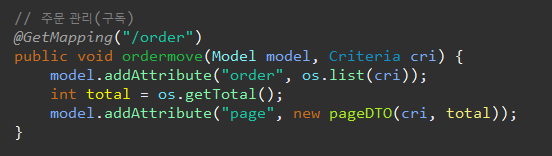 // 주문 관리(구독)
@GetMapping("/order")
public void ordermove(Model model, Criteria cri) {
    model.addAttribute("order", os.list(cri));
    int total = os.getTotal();
    model.addAttribute("page", new pageDTO(cri, total));
}